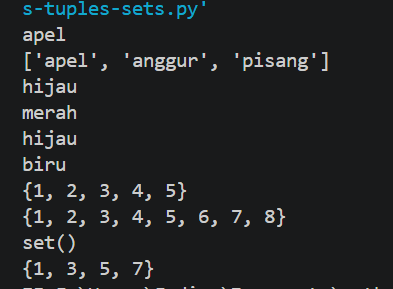 s-tuples-sets.py'
apel
['apel', 'anggur', 'pisang']
hijau
merah
hijau
biru
{1, 2, 3, 4, 5}
{1, 2, 3, 4, 5, 6, 7, 8}
set()
{1, 3, 5, 7}